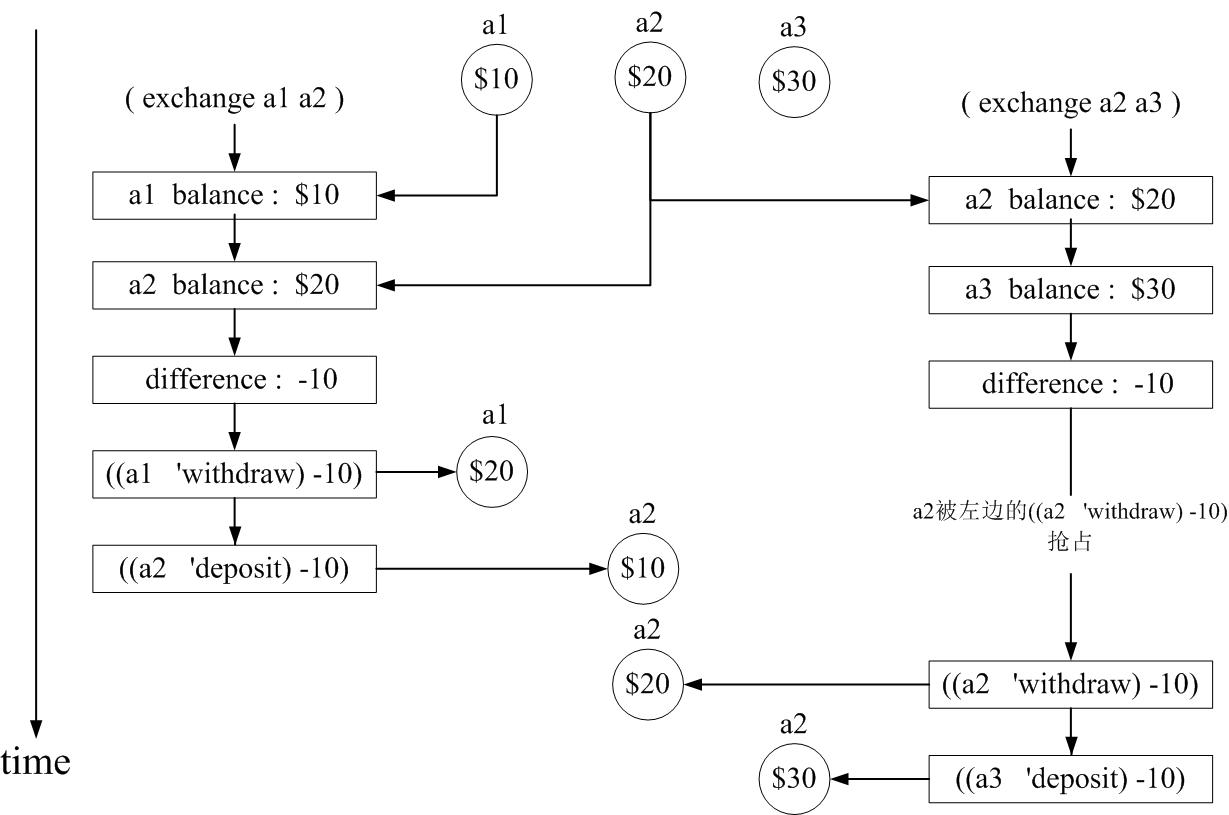 a1
a2
a3
$10
$20
$30
( exchange a1 a2 )
( exchange a2 a3 )
a1 balance : $10
a2 balance : $20
a2 balance : $20
a3 balance : $30
difference : -10
difference : -10
a1
((a1 'withdraw) -10)
$20
a2被左边的((a2 'withdraw) -10)
抢占
a2
((a2 'deposit) -10)
$10
a2
$20
((a2 'withdraw) -10)
a2
$30
((a3 'deposit) -10)
time